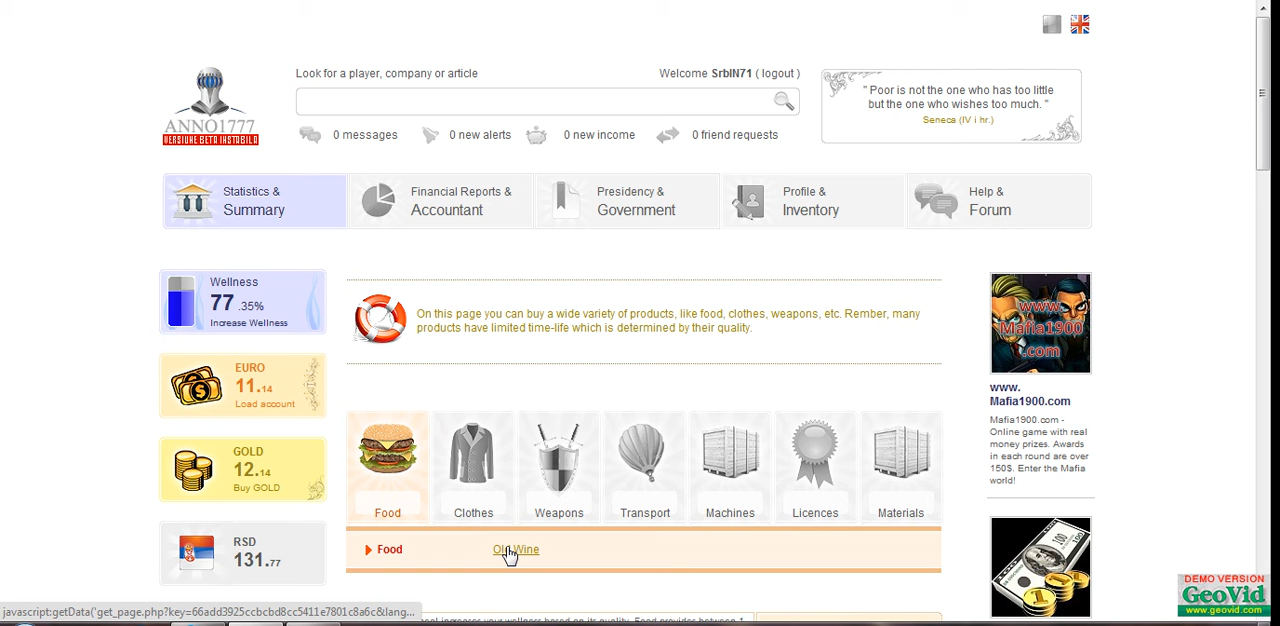 Look for a player, company or article
Welcome SrbIN71 ( logout )
ANNO1777
VERSIUNE BETA INSTABILA
0 messages
0 new alerts
0 new income
0 friend requests
" Poor is not the one who has too little
but the one who wishes too much. "
Seneca (IV i hr.)
Statistics &
Summary
Financial Reports &
Accountant
Presidency &
Government
Profile &
Inventory
Help &
Forum
Wellness
77 .35%
Increase Wellness
EURO
11.14
Load account
GOLD
12.14
Buy GOLD
RSD
131.77
On this page you can buy a wide variety of products, like food, clothes, weapons, etc. Rember, many
products have limited time-life which is determined by their quality.
Food
Clothes
Weapons
Transport
Machines
Licences
Materials
Food
Old Wine
www.
Mafia1900
.com
www.
Mafia1900.com
Mafia1900.com -
Online game with real
money prizes. Awards
in each round are over
150$. Enter the Mafia
world!
javascript:getData('get_page.php?key=66add3925ccbcbd8cc5411e7801c8a6c&lang...
DEMO VERSION
GeoVid
www.geovid.com